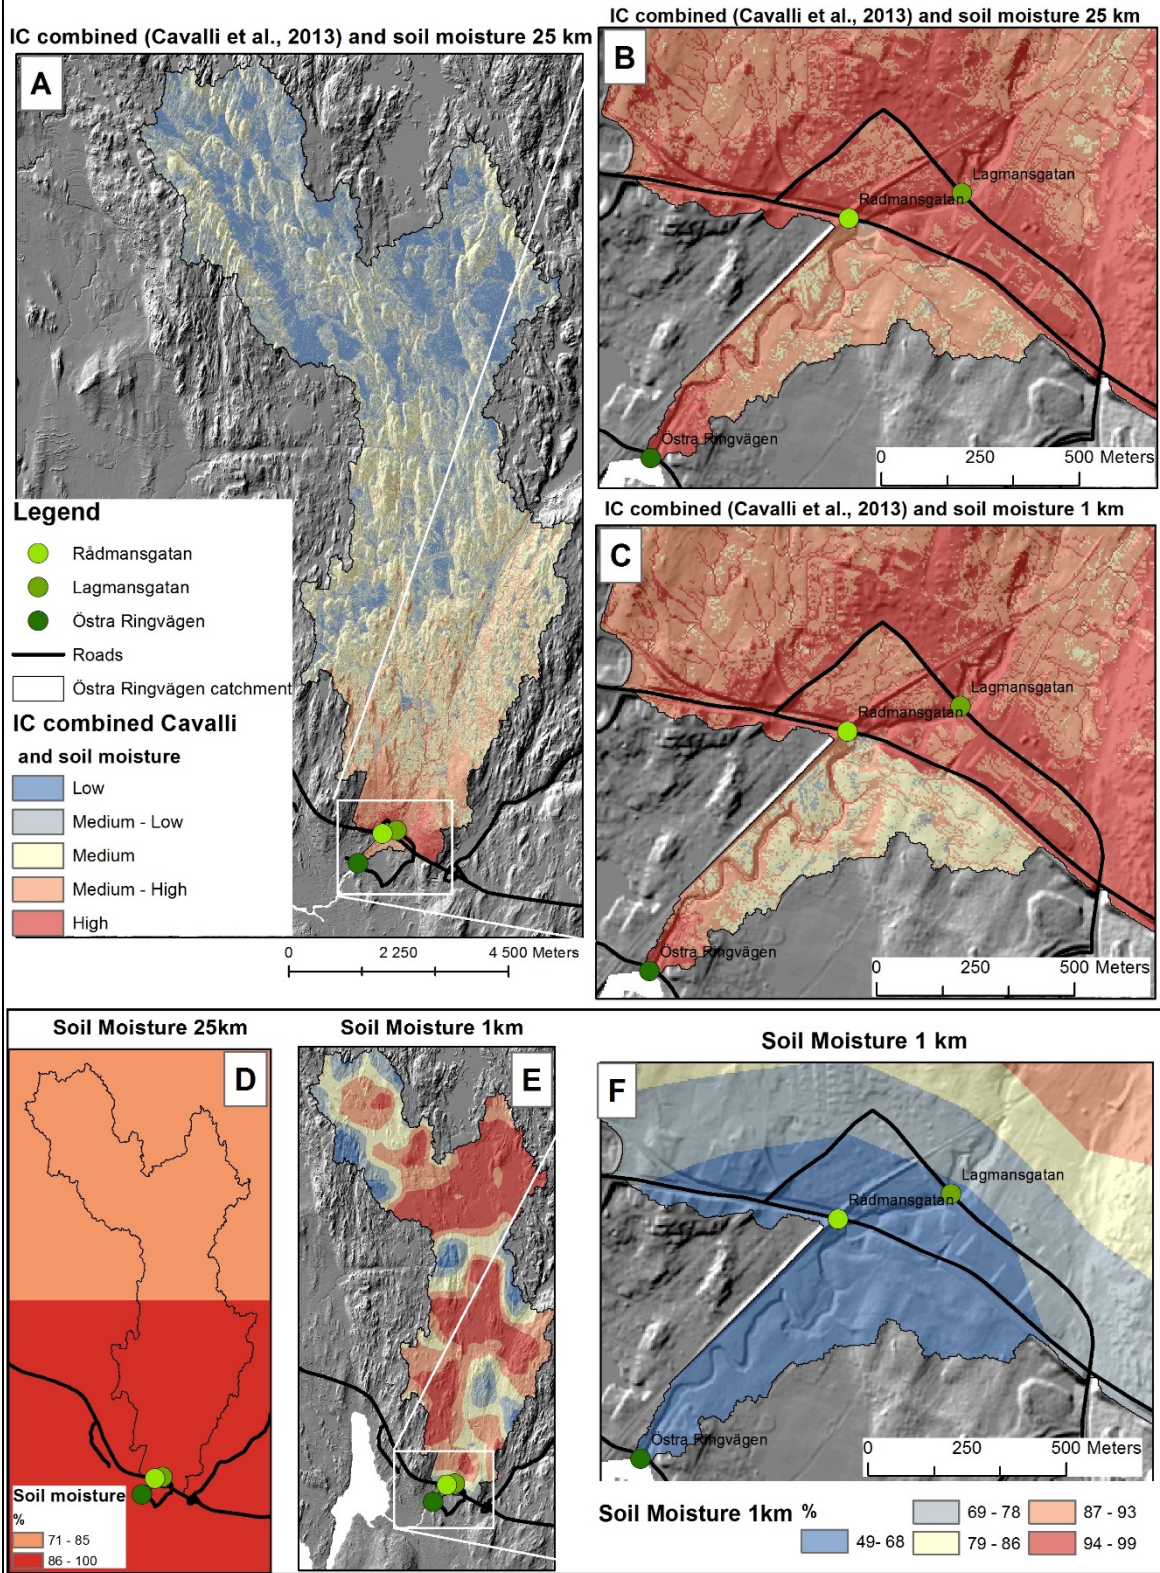 IC combined (Cavalli et al., 2013) and soil moisture 25 km
A
Legend
Rådmansgatan
Lagmansgatan
Östra Ringvägen
Roads
Östra Ringvägen catchment
IC combined Cavalli
and soil moisture
Low
Medium - Low
Medium
Medium - High
High
0 2 250 4 500 Meters
IC combined (Cavalli et al., 2013) and soil moisture 25 km
B
Lagmansgatan
Rådmansgatan
Östra Ringvägen
0 250 500 Meters
IC combined (Cavalli et al., 2013) and soil moisture 1 km
C
Lagmansgatan
Rådmansgatan
Östra Ringvägen
0 250 500 Meters
Soil Moisture 25km
D
Soil moisture
%
71 - 85
86 - 100
Soil Moisture 1km
E
Soil Moisture 1 km
F
Lagmansgatan
Rådmansgatan
Östra Ringvägen
0 250 500 Meters
Soil Moisture 1km %
49- 68
69 - 78
79 - 86
87 - 93
94 - 99